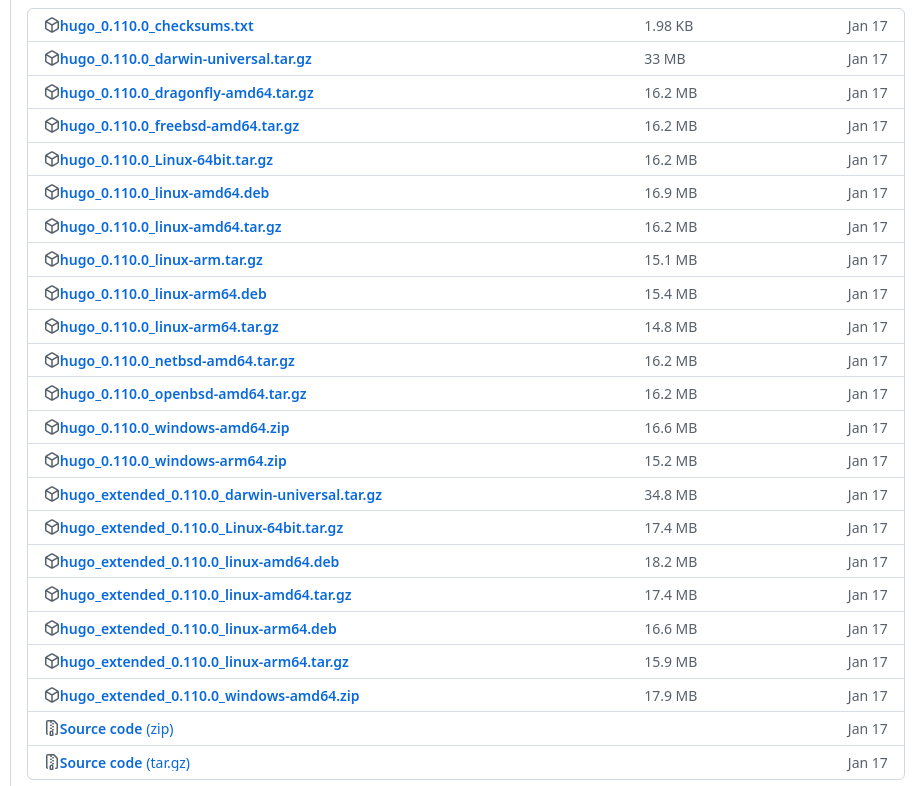 hugo_0.110.0_checksums.txt 1.98 KB Jan 17
hugo_0.110.0_darwin-universal.tar.gz 33 MB Jan 17
hugo_0.110.0_dragonfly-amd64.tar.gz 16.2 MB Jan 17
hugo_0.110.0_freebsd-amd64.tar.gz 16.2 MB Jan 17
hugo_0.110.0_Linux-64bit.tar.gz 16.2 MB Jan 17
hugo_0.110.0_linux-amd64.deb 16.9 MB Jan 17
hugo_0.110.0_linux-amd64.tar.gz 16.2 MB Jan 17
hugo_0.110.0_linux-arm.tar.gz 15.1 MB Jan 17
hugo_0.110.0_linux-arm64.deb 15.4 MB Jan 17
hugo_0.110.0_linux-arm64.tar.gz 14.8 MB Jan 17
hugo_0.110.0_netbsd-amd64.tar.gz 16.2 MB Jan 17
hugo_0.110.0_openbsd-amd64.tar.gz 16.2 MB Jan 17
hugo_0.110.0_windows-amd64.zip 16.6 MB Jan 17
hugo_0.110.0_windows-arm64.zip 15.2 MB Jan 17
hugo_extended_0.110.0_darwin-universal.tar.gz 34.8 MB Jan 17
hugo_extended_0.110.0_Linux-64bit.tar.gz 17.4 MB Jan 17
hugo_extended_0.110.0_linux-amd64.deb 18.2 MB Jan 17
hugo_extended_0.110.0_linux-amd64.tar.gz 17.4 MB Jan 17
hugo_extended_0.110.0_linux-arm64.deb 16.6 MB Jan 17
hugo_extended_0.110.0_linux-arm64.tar.gz 15.9 MB Jan 17
hugo_extended_0.110.0_windows-amd64.zip 17.9 MB Jan 17
Source code (zip) Jan 17
Source code (tar.gz) Jan 17